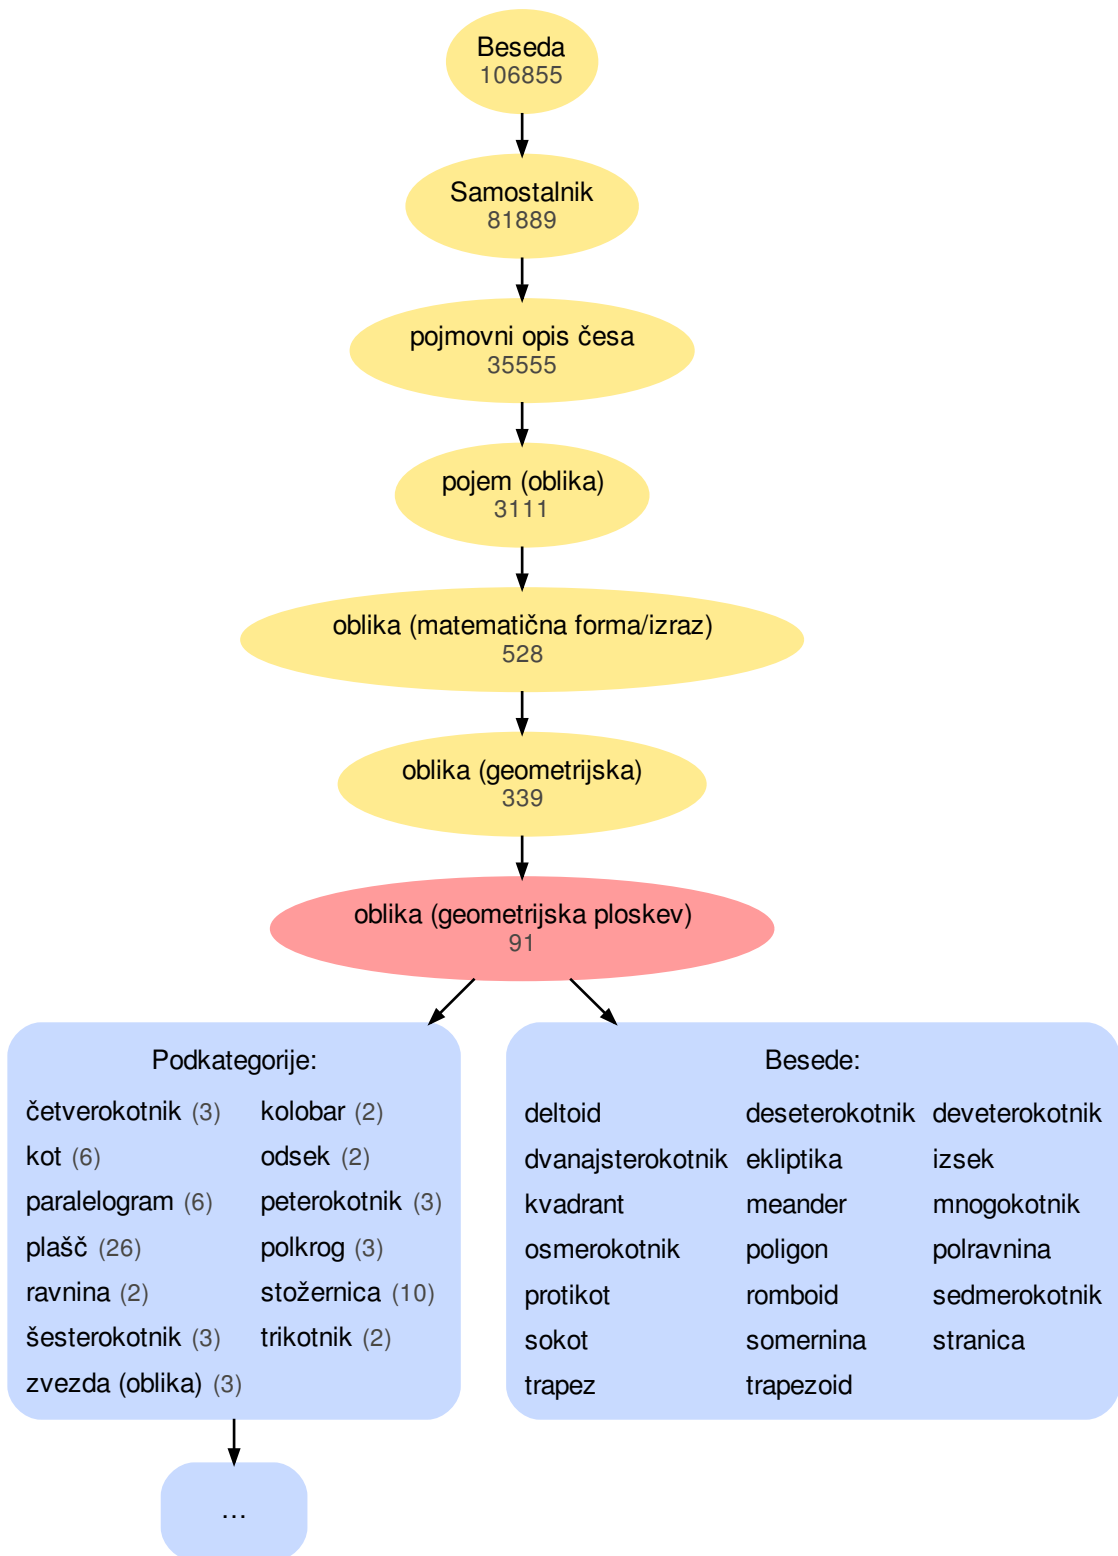 Beseda
106855
Samostalnik
81889
pojmovni opis česa
35555
pojem (oblika)
3111
oblika (matematična forma/izraz)
528
oblika (geometrijska)
339
oblika (geometrijska ploskev)
91
Podkategorije:
četverokotnik (3) kolobar (2)
kot (6) odsek (2)
paralelogram (6) peterokotnik (3)
plašč (26) polkrog (3)
ravnina (2) stožernica (10)
šesterokotnik (3) trikotnik (2)
zvezda (oblika) (3)
...
Besede:
deltoid deseterokotnik deveterokotnik
dvanajsterokotnik ekliptika izsek
kvadrant meander mnogokotnik
osmerokotnik poligon polravnina
protikot romboid sedmerokotnik
sokot somernina stranica
trapez trapezoid